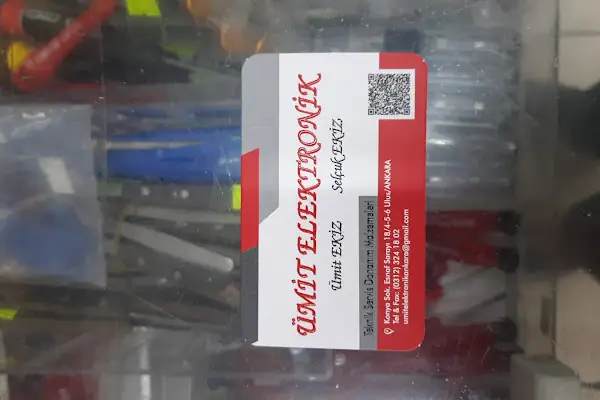 ÜMİT ELEKTRONİK
Ümit EKİZ Selçuk EKİZ
Teknik Servis Donanım Malzemeleri
Konya Sok. Esnaf Sarayı 18/4-5-6 Ulus/ANKARA
Tel & Fax: (0312) 324 18 02
umitelektronikankara@gmail.com